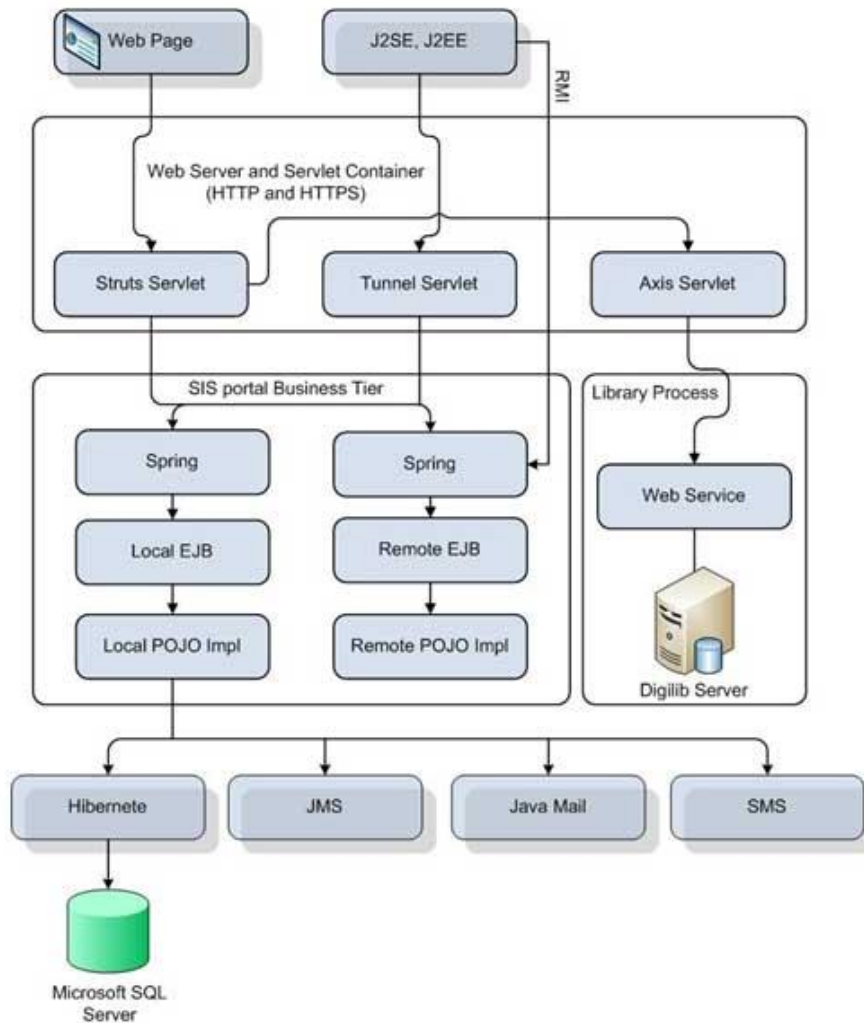 Web Page
J2SE, J2EE
RMI
Web Server and Servlet Container
(HTTP and HTTPS)
Struts Servlet
Tunnel Servlet
Axis Servlet
SIS portal Business Tier
Library Process
Spring
Spring
Web Service
Local EJB
Remote EJB
Local POJO Impl
Remote POJO Impl
Digilib Server
Hibernete
JMS
Java Mail
SMS
Microsoft SQL
Server